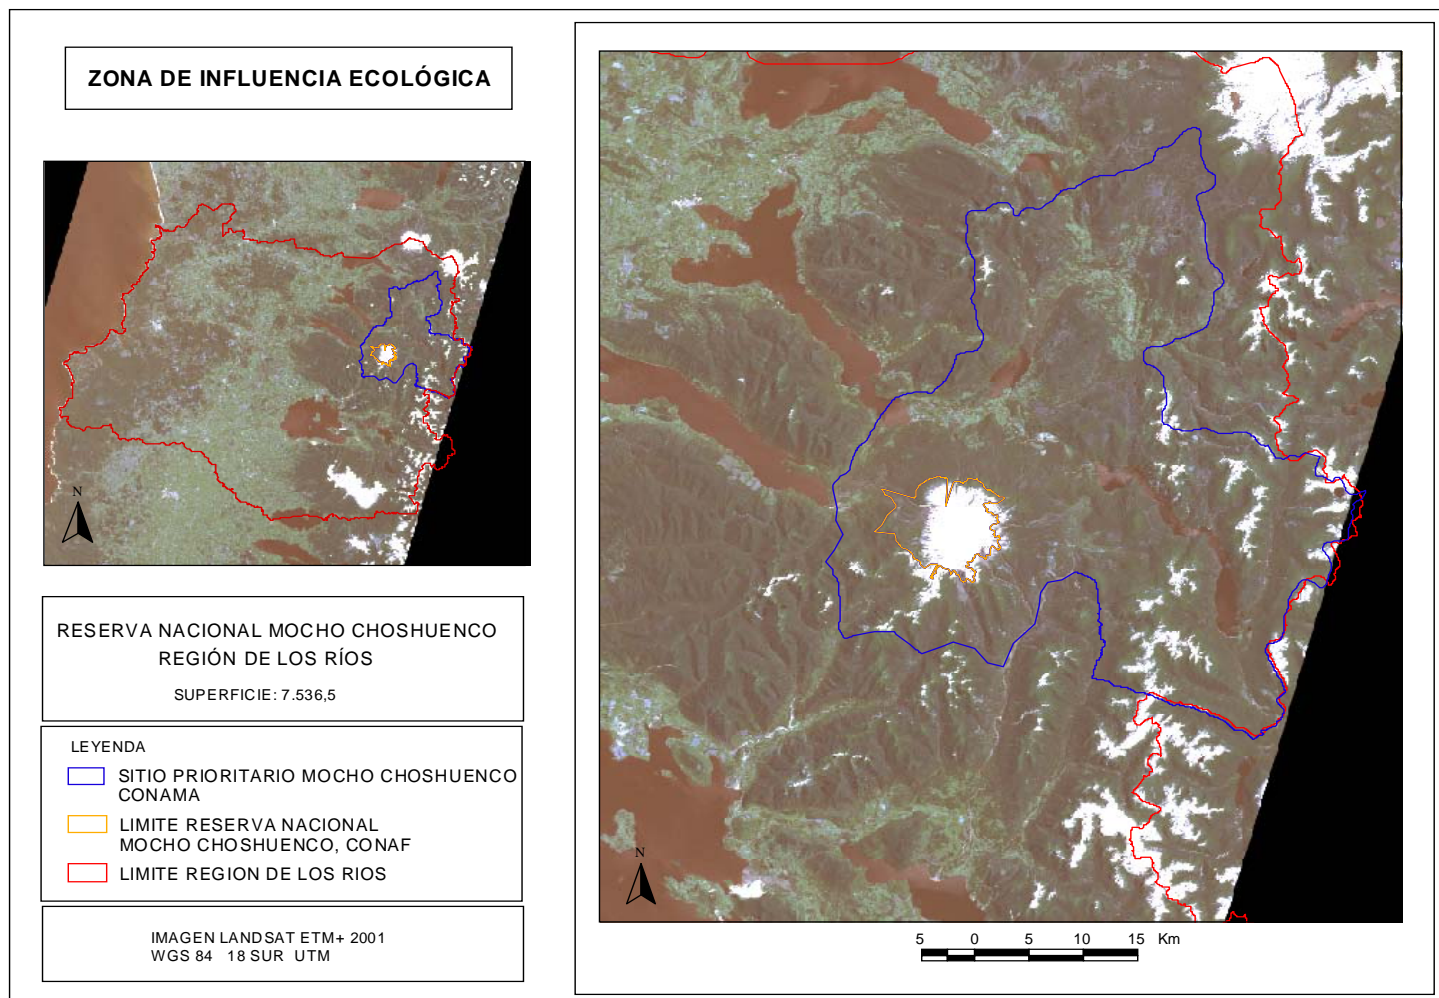 ZONA DE INFLUENCIA ECOLÓGICA
N
RESERVA NACIONAL MOCHO CHOSHUENCO
REGIÓN DE LOS RÍOS
SUPERFICIE: 7.536,5
LEYENDA
SITIO PRIORITARIO MOCHO CHOSHUENCO
CONAMA
LIMITE RESERVA NACIONAL
MOCHO CHOSHUENCO, CONAF
LIMITE REGION DE LOS RIOS
IMAGEN LANDSAT ETM+ 2001
WGS 84 18 SUR UTM
N
5 0 5 10 15 Km